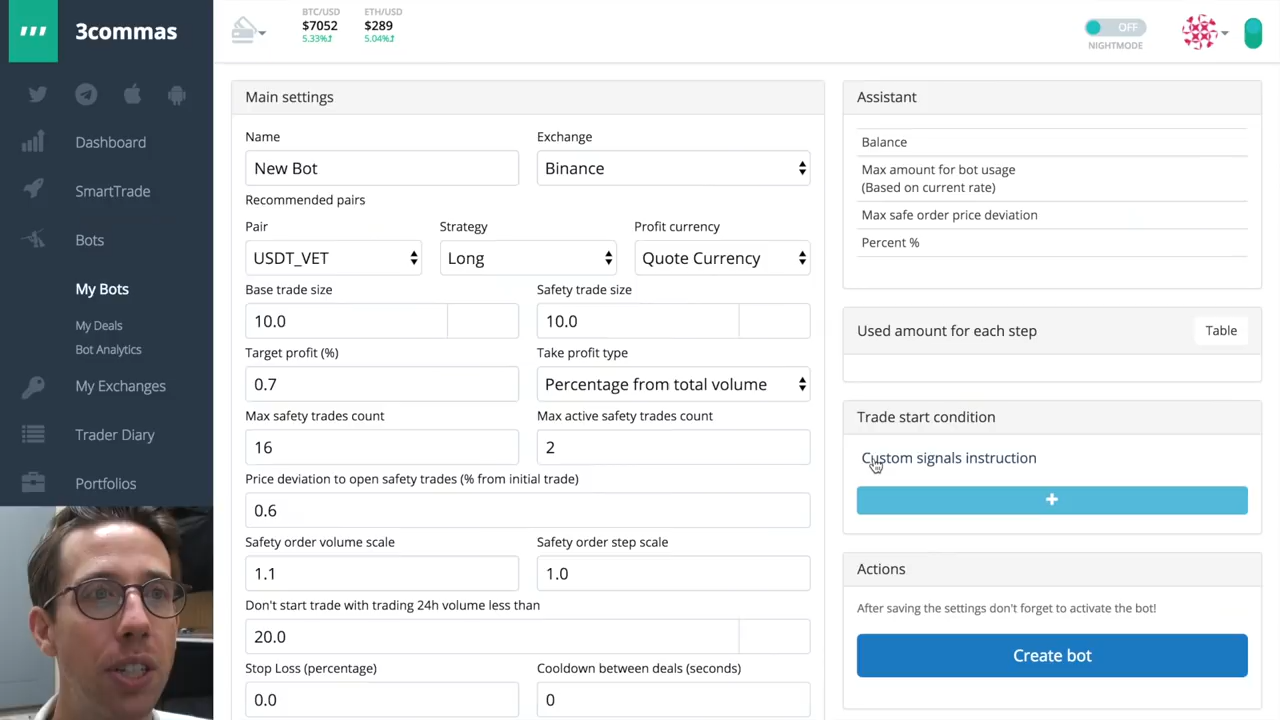 3commas
Dashboard
SmartTrade
Bots
My Bots
My Deals
Bot Analytics
My Exchanges
Trader Diary
Portfolios
BTC/USD
$7052
5.33%
ETH/USD
$289
5.04%
OFF
NIGHTMODE
Main settings
Name
Exchange
New Bot
Binance
Recommended pairs
Pair
Strategy
Profit currency
USDT_VET
Long
Quote Currency
Base trade size
Safety trade size
10.0
10.0
Target profit (%)
Take profit type
0.7
Percentage from total volume
Max safety trades count
Max active safety trades count
16
2
Price deviation to open safety trades (% from initial trade)
0.6
Safety order volume scale
Safety order step scale
1.1
1.0
Don't start trade with trading 24h volume less than
20.0
Stop Loss (percentage)
Cooldown between deals (seconds)
0.0
0
Assistant
Balance
Max amount for bot usage
(Based on current rate)
Max safe order price deviation
Percent %
Used amount for each step
Table
Trade start condition
Custom signals instruction
+
Actions
After saving the settings don't forget to activate the bot!
Create bot